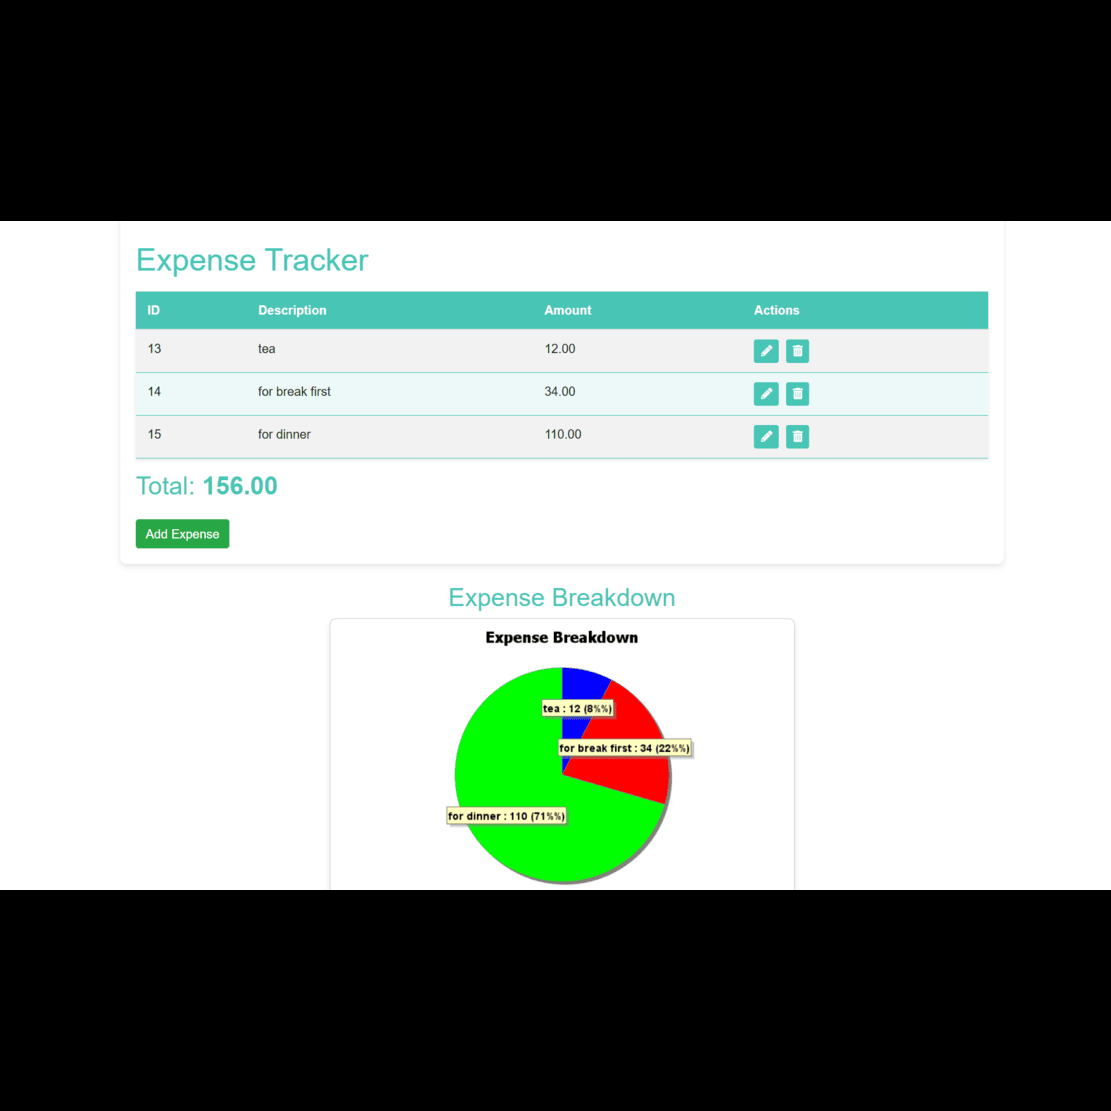 Expense Tracker
ID Description Amount Actions
13 tea 12.00
14 for break first 34.00
15 for dinner 110.00
Total: 156.00
Add Expense
Expense Breakdown
Expense Breakdown
tea : 12 (8%%)
for break first : 34 (22%%)
for dinner : 110 (71%%)